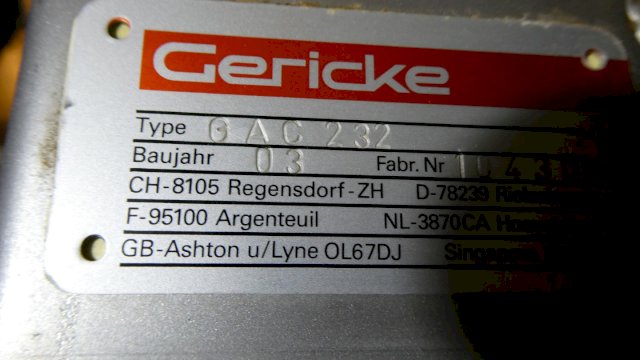 Gericke
Type GAC 232
Baujahr 03 Fabr. Nr
CH-8105 Regensdorf-ZH D-78239
F-95100 Argenteuil NL-3870CA
GB-Ashton u/Lyne OL67DJ Singapore